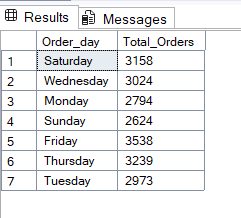 Results Messages
Order_day Total_Orders
1 Saturday 3158
2 Wednesday 3024
3 Monday 2794
4 Sunday 2624
5 Friday 3538
6 Thursday 3239
7 Tuesday 2973